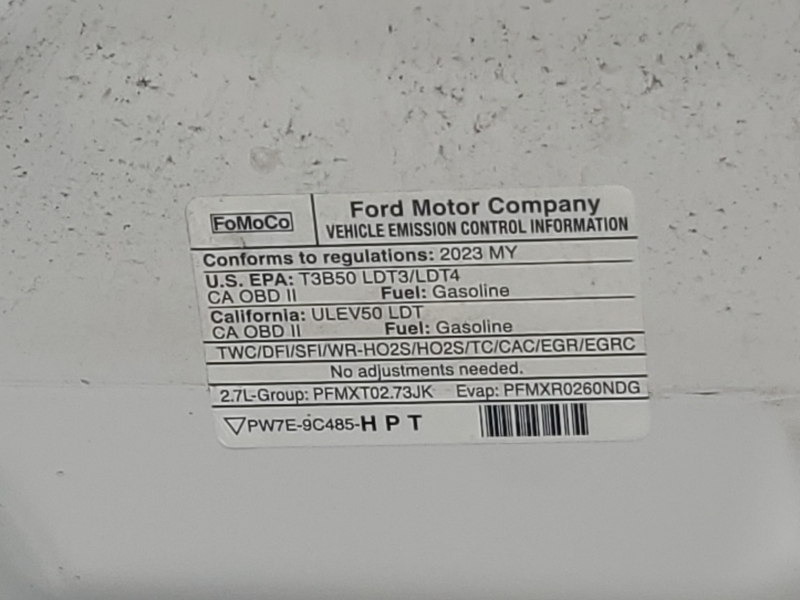 FoMoCo
Ford Motor Company
VEHICLE EMISSION CONTROL INFORMATION
Conforms to regulations: 2023 MY
U.S. EPA: T3B50 LDT3/LDT4
CA OBD II Fuel: Gasoline
California: ULEV50 LDT
CA OBD II Fuel: Gasoline
TWC/DFI/SFI/WR-HO2S/HO2S/TC/CAC/EGR/EGRC
No adjustments needed.
2.7L-Group: PFMXT02.73JK Evap: PFMXR0260NDG
PW7E-9C485-H P T